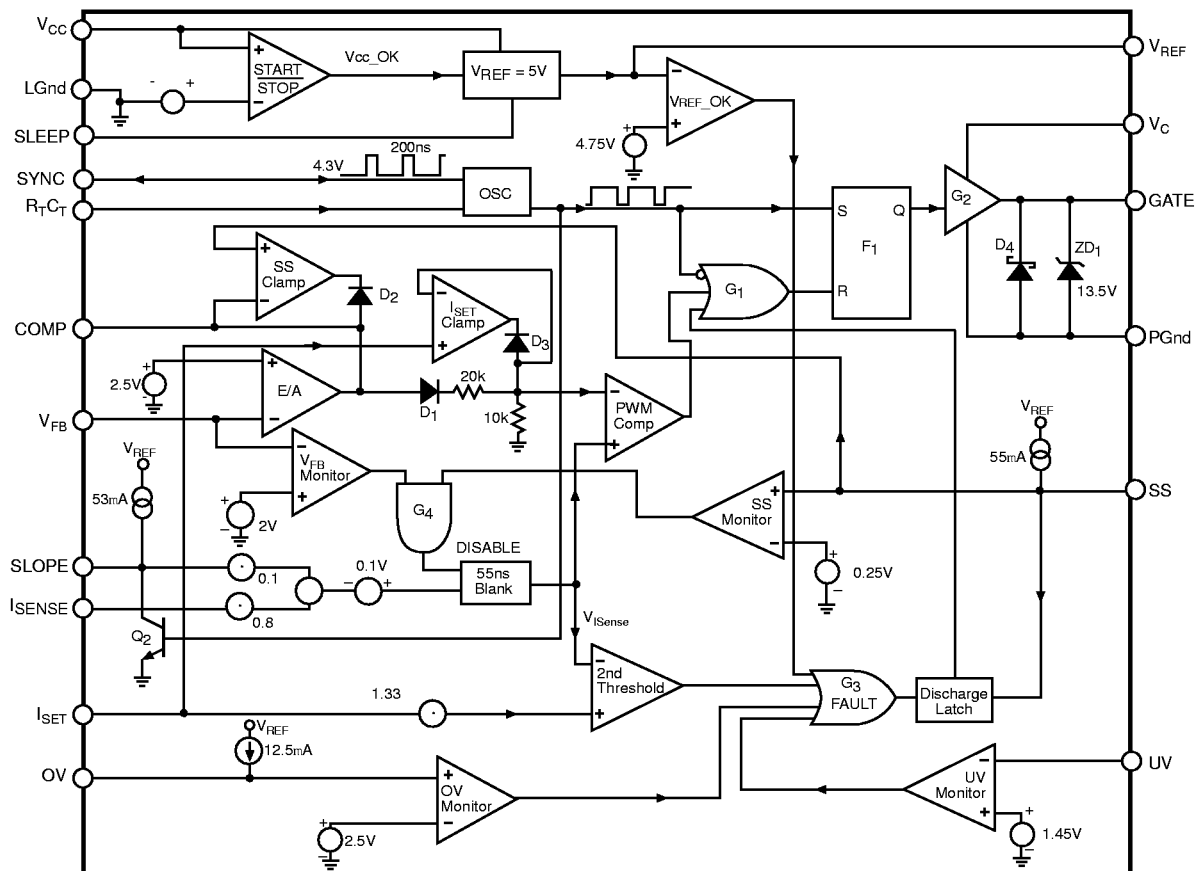 VCC
VREF
START
STOP
Vcc_OK
VREF = 5V
VREF_OK
LGnd
- +
SLEEP
4.75V
VC
200ns
4.3V
SYNC
OSC
RTCT
S
Q
F1
R
G2
GATE
D4
ZD1
13.5V
SS
Clamp
D2
ISET
Clamp
D3
G1
COMP
PGnd
2.5V
E/A
D1
20k
10k
PWM
Comp
VFB
VREF
VFB
Monitor
VREF
55mA
53mA
2V
G4
SS
Monitor
SS
DISABLE
55ns
Blank
0.1V
0.25V
SLOPE
0.1
ISENSE
0.8
VISense
Q2
2nd
Threshold
G3
FAULT
Discharge
Latch
1.33
ISET
VREF
12.5mA
OV
OV
Monitor
UV
Monitor
UV
2.5V
1.45V